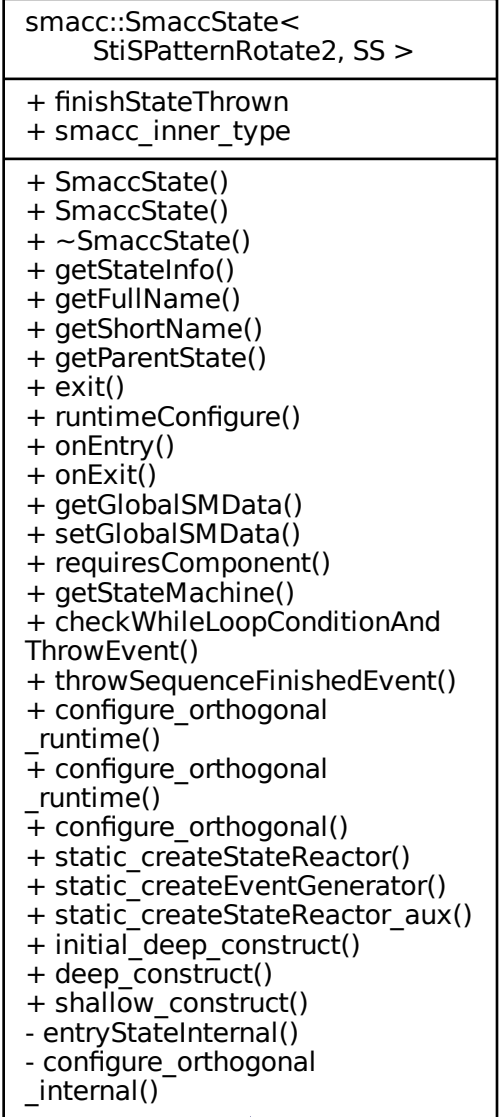 smacc::SmaccState<
StiSPatternRotate2, SS >
+ finishStateThrown
+ smacc_inner_type
+ SmaccState()
+ SmaccState()
+ ~SmaccState()
+ getStateInfo()
+ getFullName()
+ getShortName()
+ getParentState()
+ exit()
+ runtimeConfigure()
+ onEntry()
+ onExit()
+ getGlobalSMData()
+ setGlobalSMData()
+ requiresComponent()
+ getStateMachine()
+ checkWhileLoopConditionAnd
ThrowEvent()
+ throwSequenceFinishedEvent()
+ configure_orthogonal
_runtime()
+ configure_orthogonal
_runtime()
+ configure_orthogonal()
+ static_createStateReactor()
+ static_createEventGenerator()
+ static_createStateReactor_aux()
+ initial_deep_construct()
+ deep_construct()
+ shallow_construct()
- entryStateInternal()
- configure_orthogonal
_internal()